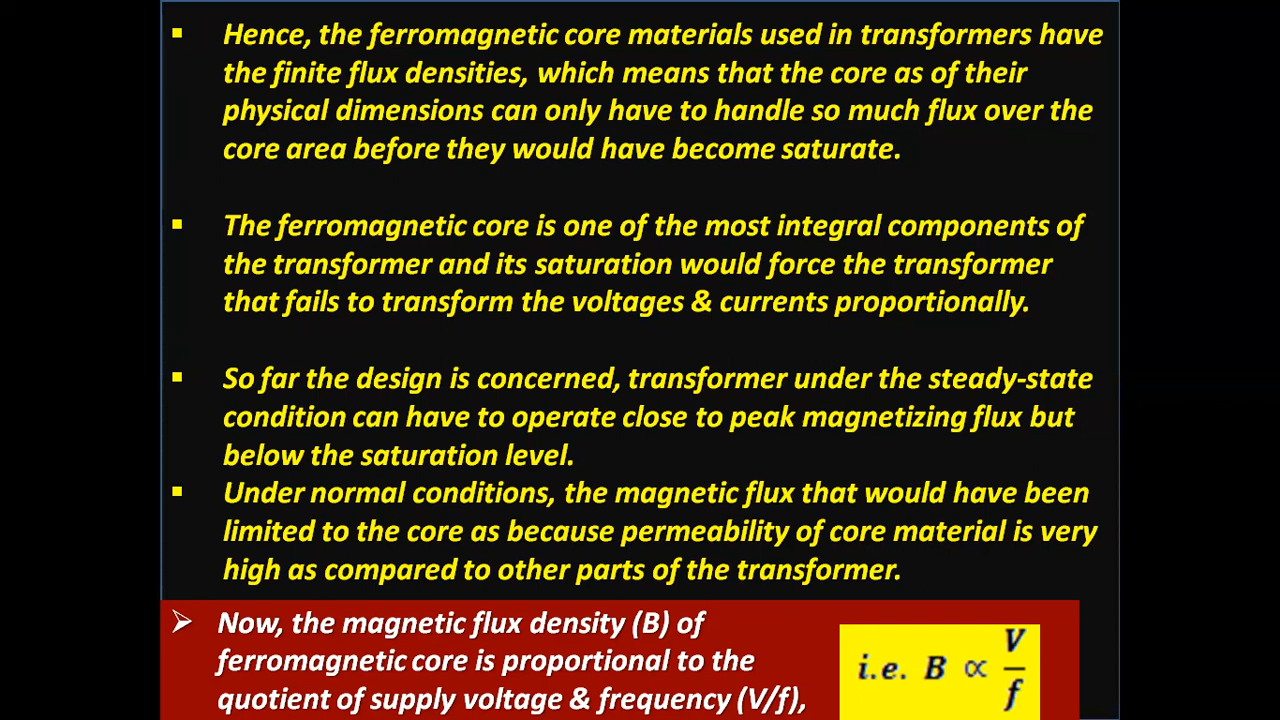 ▪ Hence, the ferromagnetic core materials used in transformers have
the finite flux densities, which means that the core as of their
physical dimensions can only have to handle so much flux over the
core area before they would have become saturate.
▪ The ferromagnetic core is one of the most integral components of
the transformer and its saturation would force the transformer
that fails to transform the voltages & currents proportionally.
▪ So far the design is concerned, transformer under the steady-state
condition can have to operate close to peak magnetizing flux but
below the saturation level.
▪ Under normal conditions, the magnetic flux that would have been
limited to the core as because permeability of core material is very
high as compared to other parts of the transformer.
➢ Now, the magnetic flux density (B) of
ferromagnetic core is proportional to the
quotient of supply voltage & frequency (V/f),
i.e. B ∝ V/f